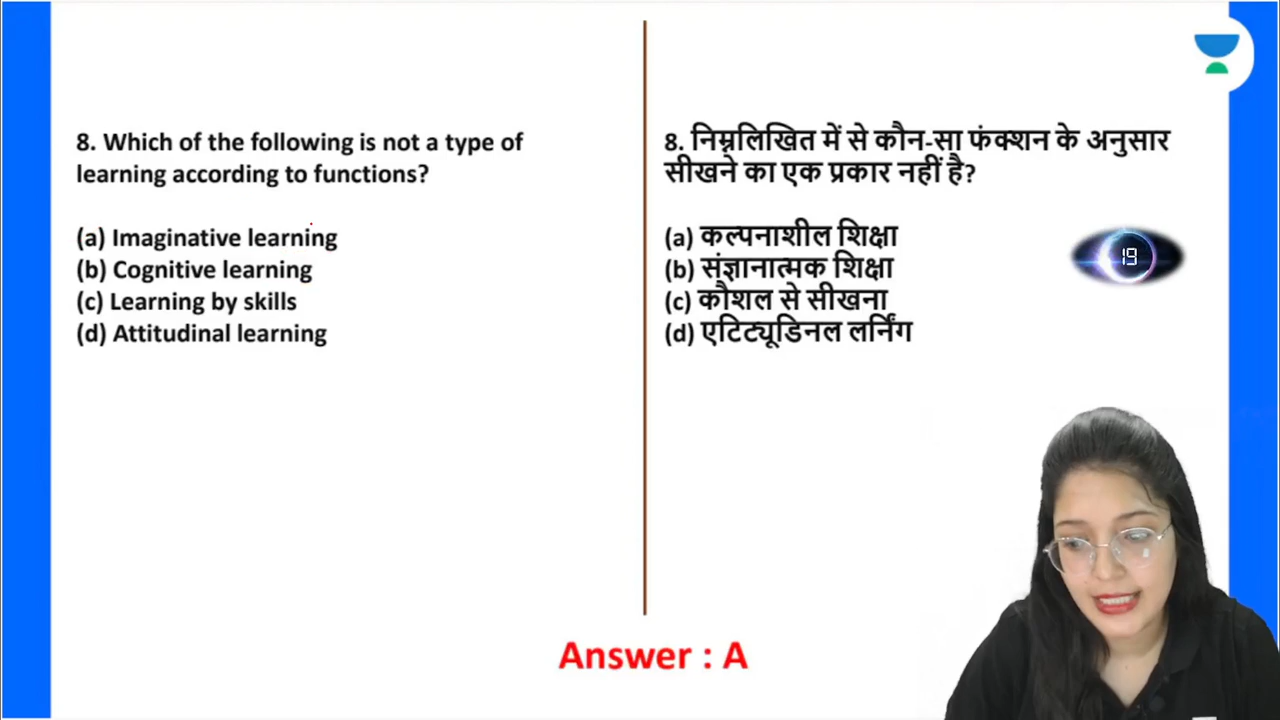 8. Which of the following is not a type of
learning according to functions?
(a) Imaginative learning
(b) Cognitive learning
(c) Learning by skills
(d) Attitudinal learning
8. निम्नलिखित में से कौन-सा फंक्शन के अनुसार
सीखने का एक प्रकार नहीं है?
(a) कल्पनाशील शिक्षा
(b) संज्ञानात्मक शिक्षा
(c) कौशल से सीखना
(d) एटिट्यूडिनल लर्निंग
19
Answer : A